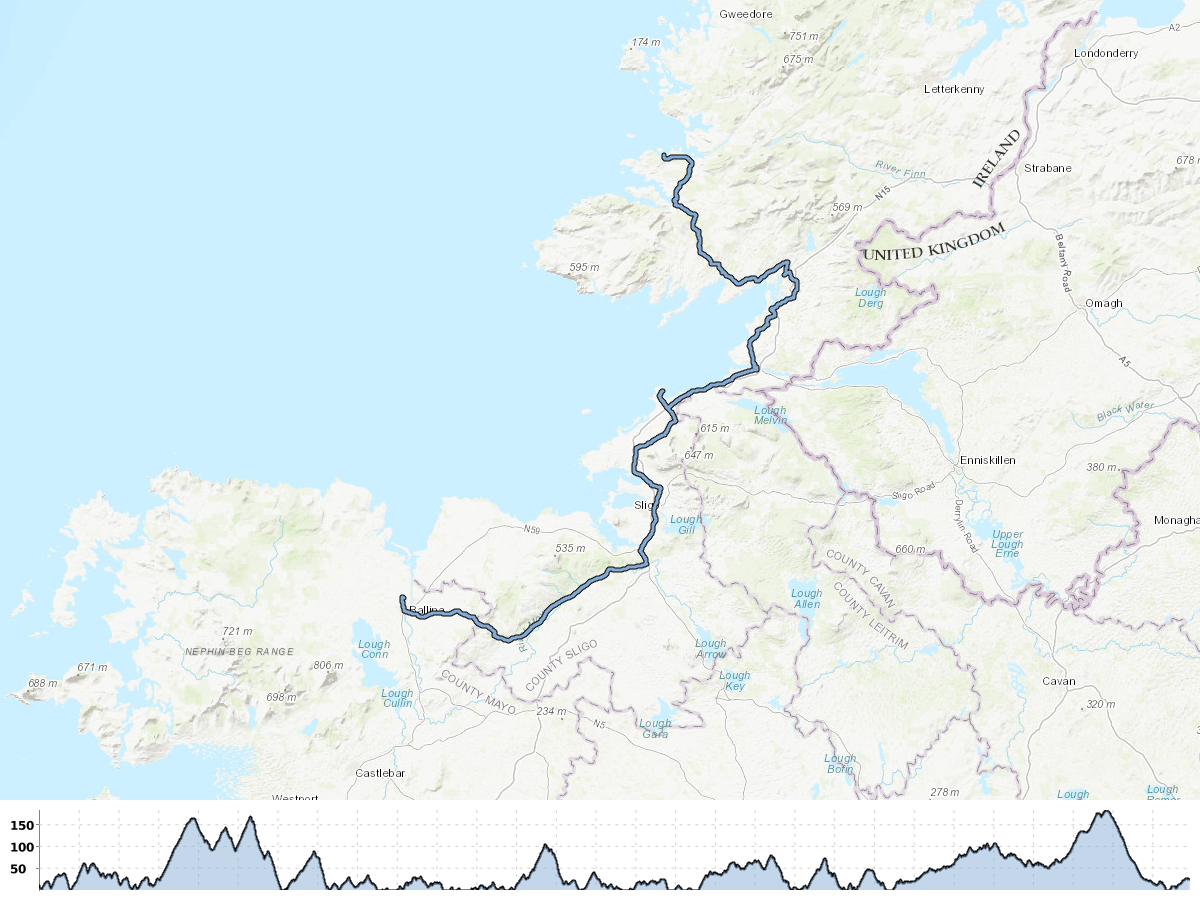 Gweedore
A2
751 m
174 m
Londonderry
675 m
Letterkenny
IRELAND
678 m
River Finn
Strabane
N15
569 m
UNITED KINGDOM
Beltany Road
595 m
Lough
Derg
Omagh
A5
Lough
Melvin
Black Water
615 m
647 m
Enniskillen
380 m
Sligo Road
Derrylin Road
Lough
Gill
N59
Monagha
535 m
660 m
Upper
Lough
Erne
COUNTY CAVAN
COUNTY LEITRIM
Lough
Allen
Ballina
721 m
NEPHIN-BEG RANGE
Lough
Conn
806 m
671 m
688 m
698 m
Lough
Cullin
COUNTY SLIGO
COUNTY MAYO
Lough
Arrow
Lough
Key
Cavan
234 m
N5
Lough
Gara
320 m
Castlebar
Lough
Bofin
278 m
Lough
Lough
Westport
150
100
50